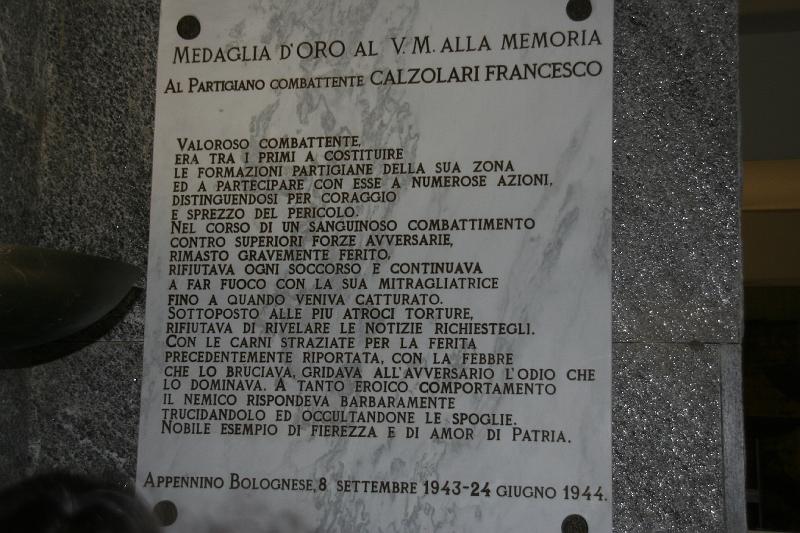 MEDAGLIA D'ORO AL V.M. ALLA MEMORIA
AL PARTIGIANO COMBATTENTE CALZOLARI FRANCESCO
VALOROSO COMBATTENTE,
ERA TRA I PRIMI A COSTITUIRE
LE FORMAZIONI PARTIGIANE DELLA SUA ZONA
ED A PARTECIPARE CON ESSE A NUMEROSE AZIONI,
DISTINGUENDOSI PER CORAGGIO
E SPREZZO DEL PERICOLO.
NEL CORSO DI UN SANGUINOSO COMBATTIMENTO
CONTRO SUPERIORI FORZE AVVERSARIE,
RIMASTO GRAVEMENTE FERITO,
RIFIUTAVA OGNI SOCCORSO E CONTINUAVA
A FAR FUOCO CON LA SUA MITRAGLIATRICE
FINO A QUANDO VENIVA CATTURATO.
SOTTOPOSTO ALLE PIU ATROCI TORTURE,
RIFIUTAVA DI RIVELARE LE NOTIZIE RICHIESTEGLI.
CON LE CARNI STRAZIATE PER LA FERITA
PRECEDENTEMENTE RIPORTATA, CON LA FEBBRE
CHE LO BRUCIAVA, GRIDAVA ALL'AVVERSARIO L'ODIO CHE
LO DOMINAVA. A TANTO EROICO COMPORTAMENTO
IL NEMICO RISPONDEVA BARBARAMENTE
TRUCIDANDOLO ED OCCULTANDONE LE SPOGLIE.
NOBILE ESEMPIO DI FIEREZZA E DI AMOR DI PATRIA.
APPENNINO BOLOGNESE, 8 SETTEMBRE 1943-24 GIUGNO 1944.